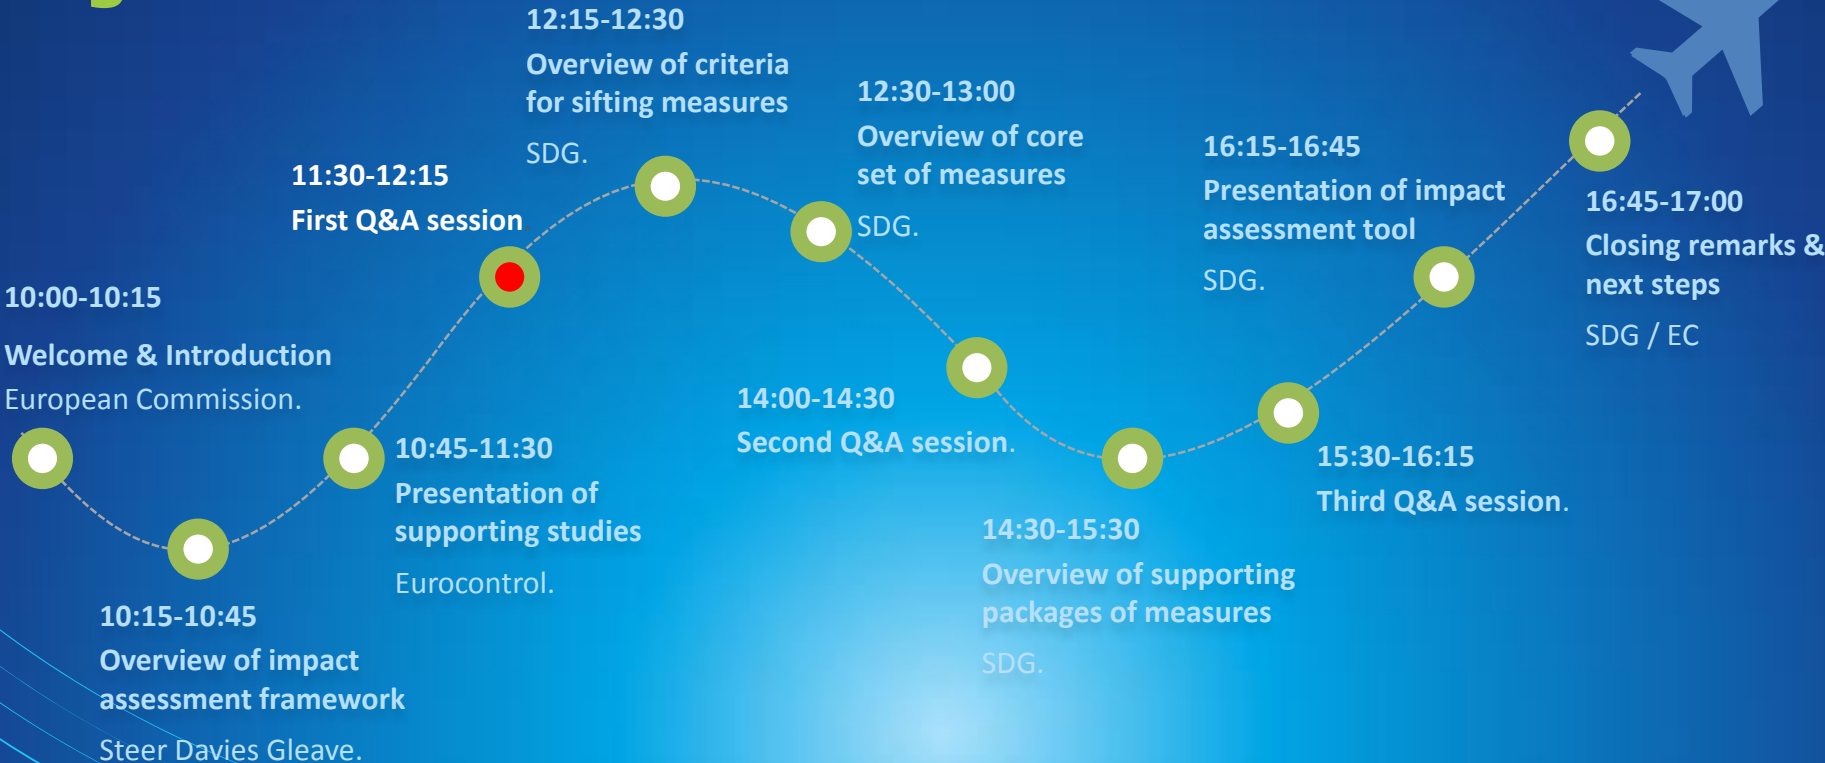 10:00-10:15
Welcome & Introduction
European Commission.
10:15-10:45
Overview of impact
assessment framework
Steer Davies Gleave.
10:45-11:30
Presentation of
supporting studies
Eurocontrol.
11:30-12:15
First Q&A session
12:15-12:30
Overview of criteria
for sifting measures
SDG.
12:30-13:00
Overview of core
set of measures
SDG.
14:00-14:30
Second Q&A session.
14:30-15:30
Overview of supporting
packages of measures
SDG.
15:30-16:15
Third Q&A session.
16:15-16:45
Presentation of impact
assessment tool
SDG.
16:45-17:00
Closing remarks &
next steps
SDG / EC